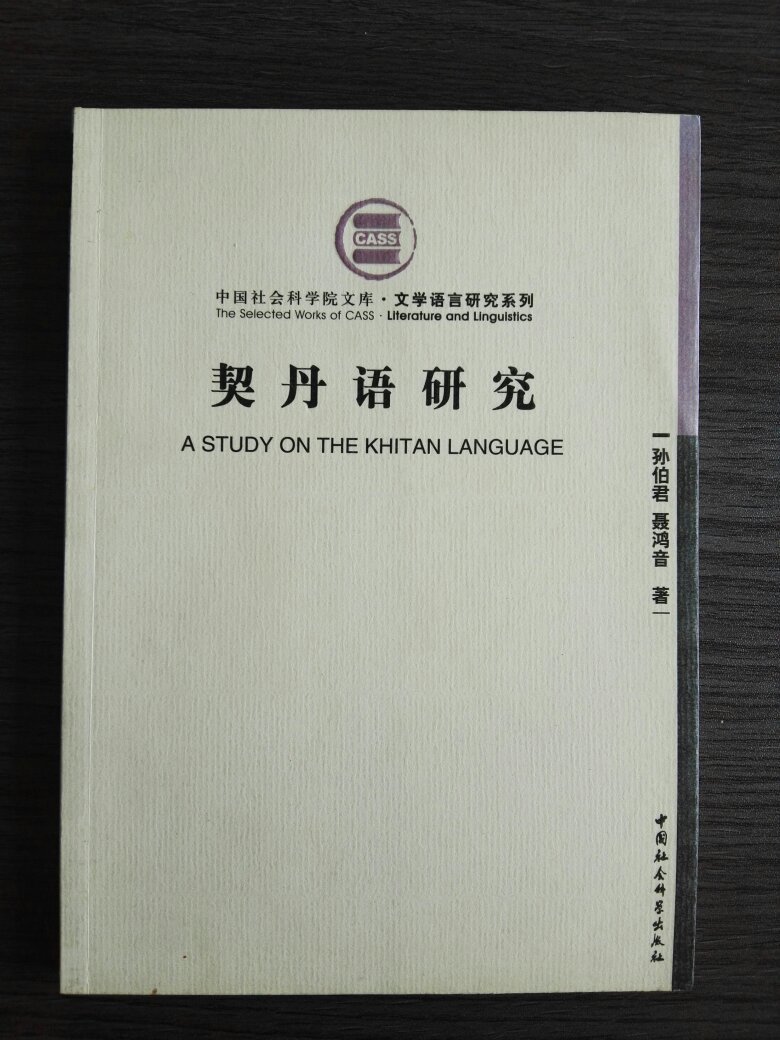 CASS
中国社会科学院文库·文学语言研究系列
The Selected Works of CASS · Literature and Linguistics
契丹语研究
A STUDY ON THE KHITAN LANGUAGE
孙伯君 聂鸿音 著
中国社会科学出版社